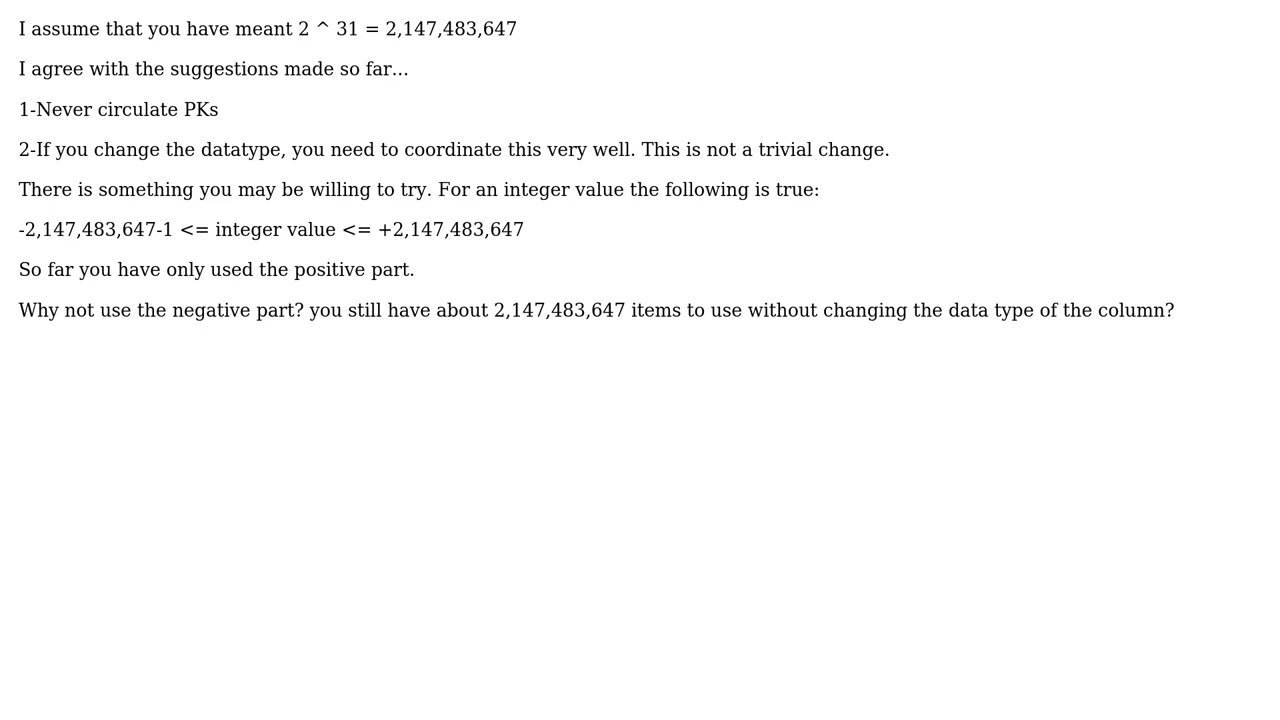 I assume that you have meant 2 ^ 31 = 2,147,483,647
I agree with the suggestions made so far...
1-Never circulate PKs
2-If you change the datatype, you need to coordinate this very well. This is not a trivial change.
There is something you may be willing to try. For an integer value the following is true:
-2,147,483,647-1 <= integer value <= +2,147,483,647
So far you have only used the positive part.
Why not use the negative part? you still have about 2,147,483,647 items to use without changing the data type of the column?